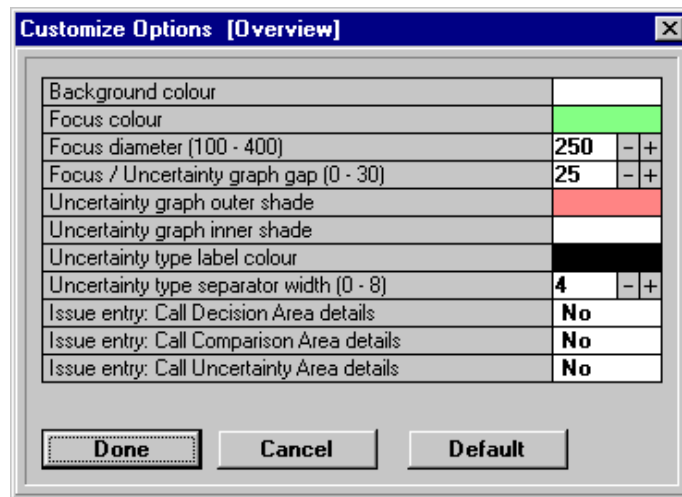 Customize Options [Overview]
Background colour
Focus colour
Focus diameter (100 - 400) 250 - +
Focus / Uncertainty graph gap (0 - 30) 25 - +
Uncertainty graph outer shade
Uncertainty graph inner shade
Uncertainty type label colour
Uncertainty type separator width (0 - 8) 4 - +
Issue entry: Call Decision Area details No
Issue entry: Call Comparison Area details No
Issue entry: Call Uncertainty Area details No
Done Cancel Default